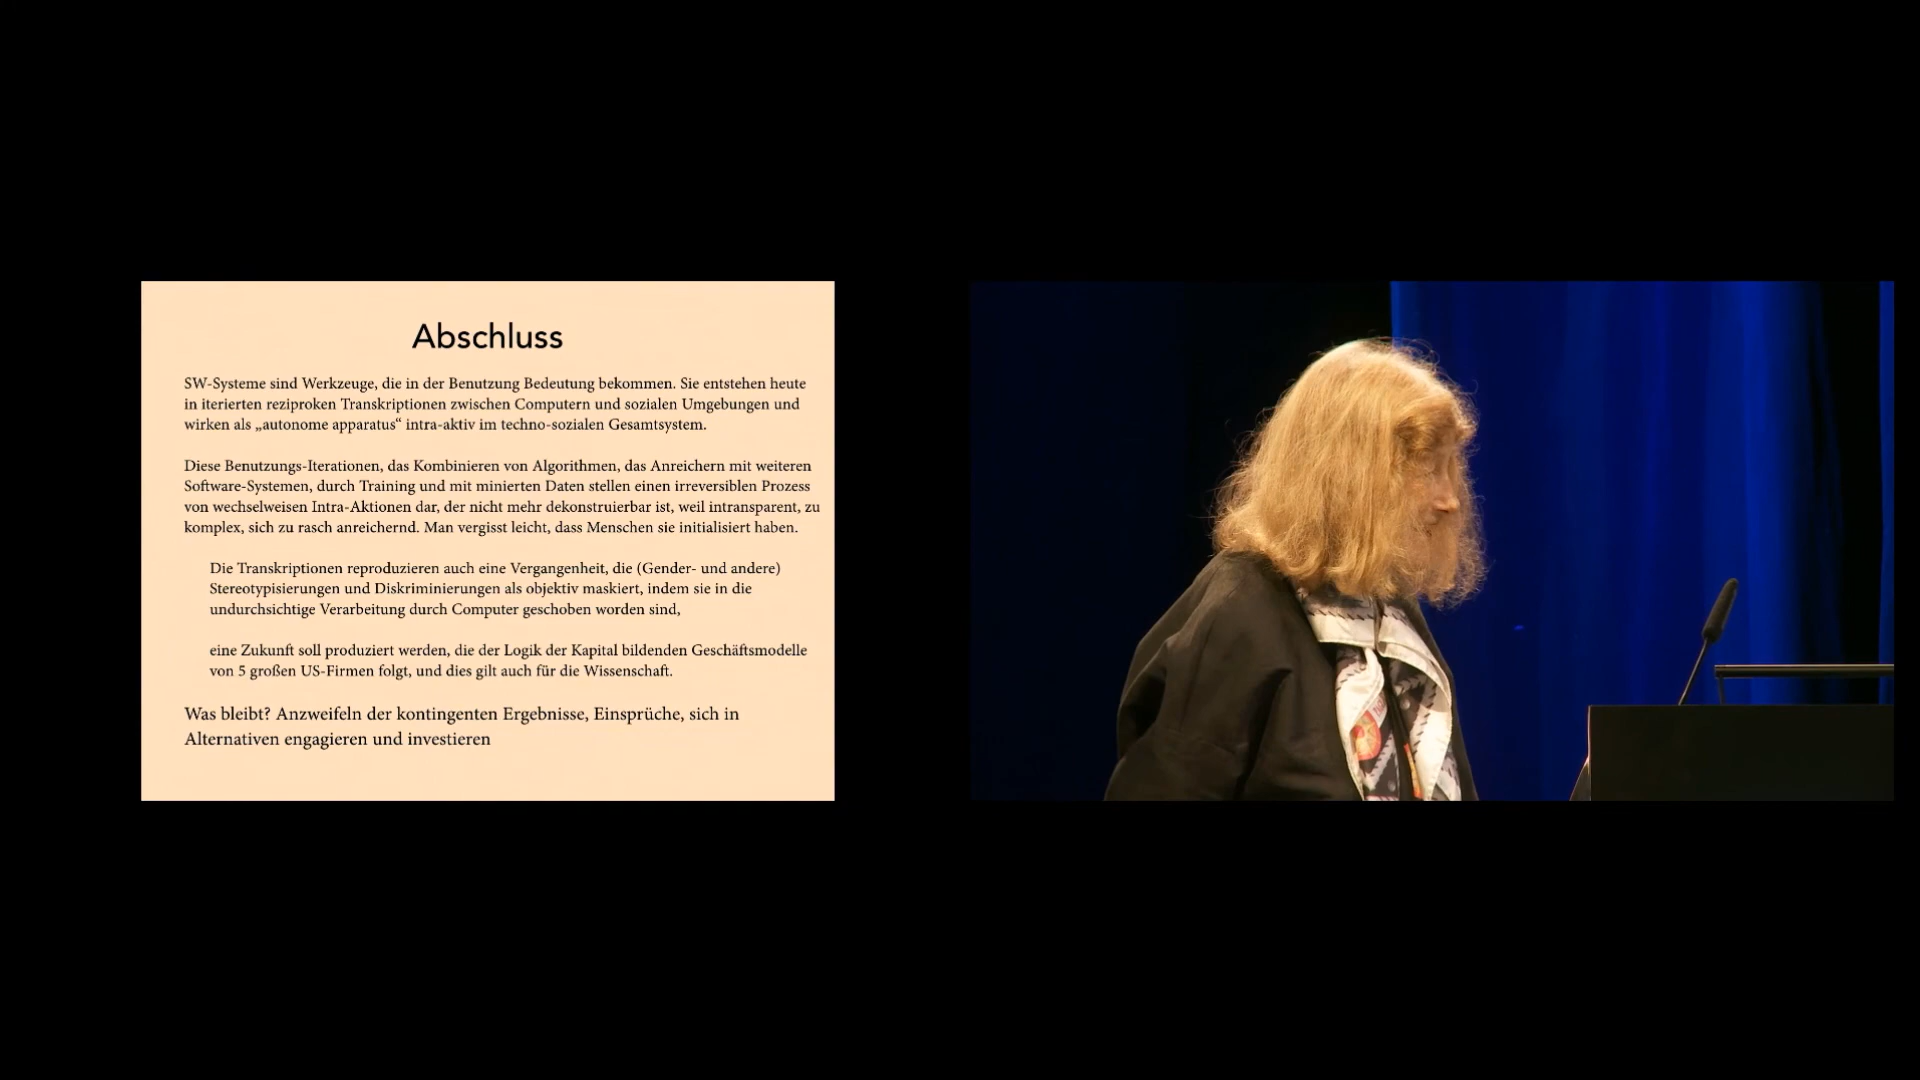 Abschluss
SW-Systeme sind Werkzeuge, die in der Benutzung Bedeutung bekommen. Sie entstehen heute
in iterierten reziproken Transkriptionen zwischen Computern und sozialen Umgebungen und
wirken als „autonome apparatus“ intra-aktiv im techno-sozialen Gesamtsystem.
Diese Benutzungs-Iterationen, das Kombinieren von Algorithmen, das Anreichern mit weiteren
Software-Systemen, durch Training und mit minierten Daten stellen einen irreversiblen Prozess
von wechselweisen Intra-Aktionen dar, der nicht mehr dekonstruierbar ist, weil intransparent, zu
komplex, sich zu rasch anreichernd. Man vergisst leicht, dass Menschen sie initialisiert haben.
Die Transkriptionen reproduzieren auch eine Vergangenheit, die (Gender- und andere)
Stereotypisierungen und Diskriminierungen als objektiv maskiert, indem sie in die
undurchsichtige Verarbeitung durch Computer geschoben worden sind,
eine Zukunft soll produziert werden, die der Logik der Kapital bildenden Geschäftsmodelle
von 5 großen US-Firmen folgt, und dies gilt auch für die Wissenschaft.
Was bleibt? Anzweifeln der kontingenten Ergebnisse, Einsprüche, sich in
Alternativen engagieren und investieren